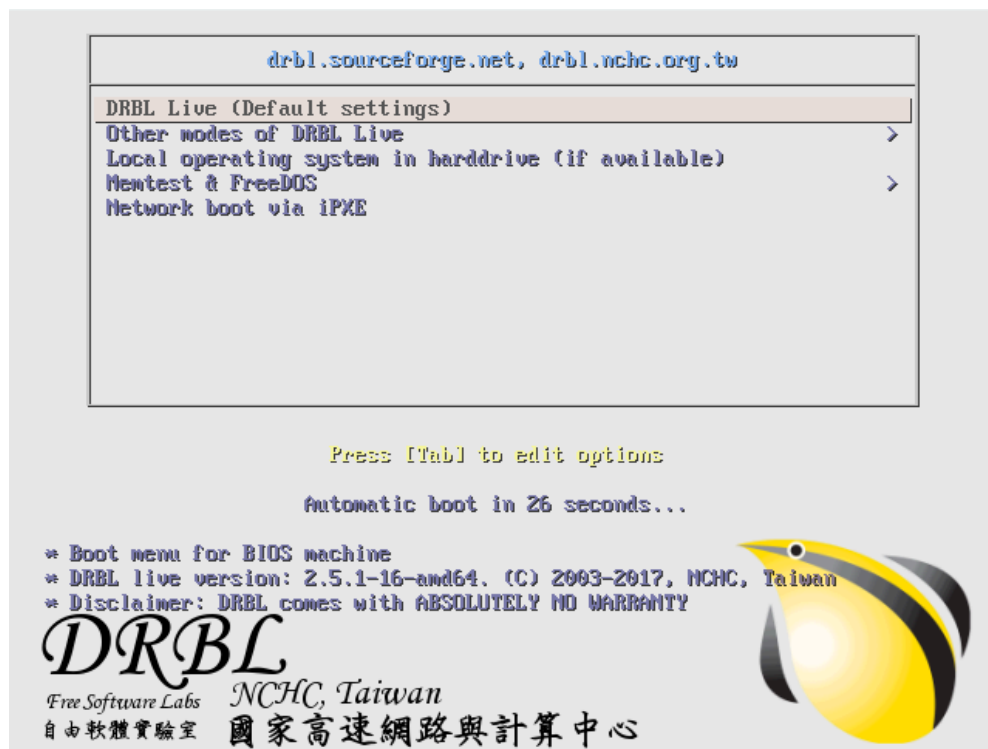 drbl.sourceforge.net, drbl.nchc.org.tw
DRBL Live (Default settings)
Other modes of DRBL Live >
Local operating system in harddrive (if available)
Memtest & FreeDOS >
Network boot via iPXE
Press [Tab] to edit options
Automatic boot in 26 seconds...
* Boot menu for BIOS machine
* DRBL live version: 2.5.1-16-amd64. (C) 2003-2017, NCHC, Taiwan
* Disclaimer: DRBL comes with ABSOLUTELY NO WARRANTY
DRBL
Free Software Labs NCHC, Taiwan
自由軟體實驗室 國家高速網路與計算中心